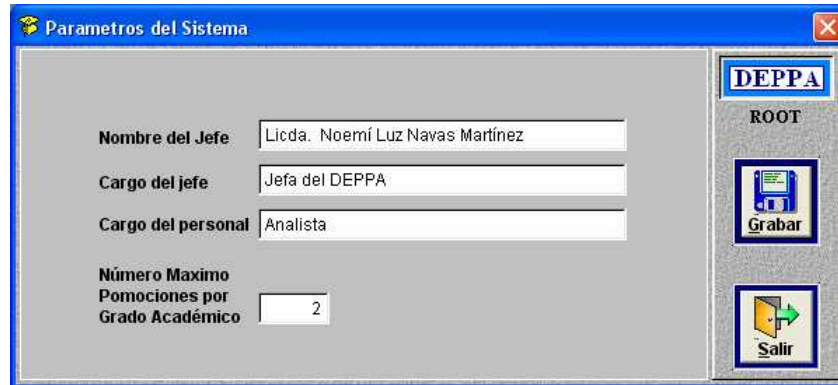 Parametros del Sistema
DEPPA
ROOT
Nombre del Jefe
Licda. Noemí Luz Navas Martínez
Cargo del jefe
Jefa del DEPPA
Cargo del personal
Analista
Número Maximo
Pomociones por
Grado Académico
2
Grabar
Salir